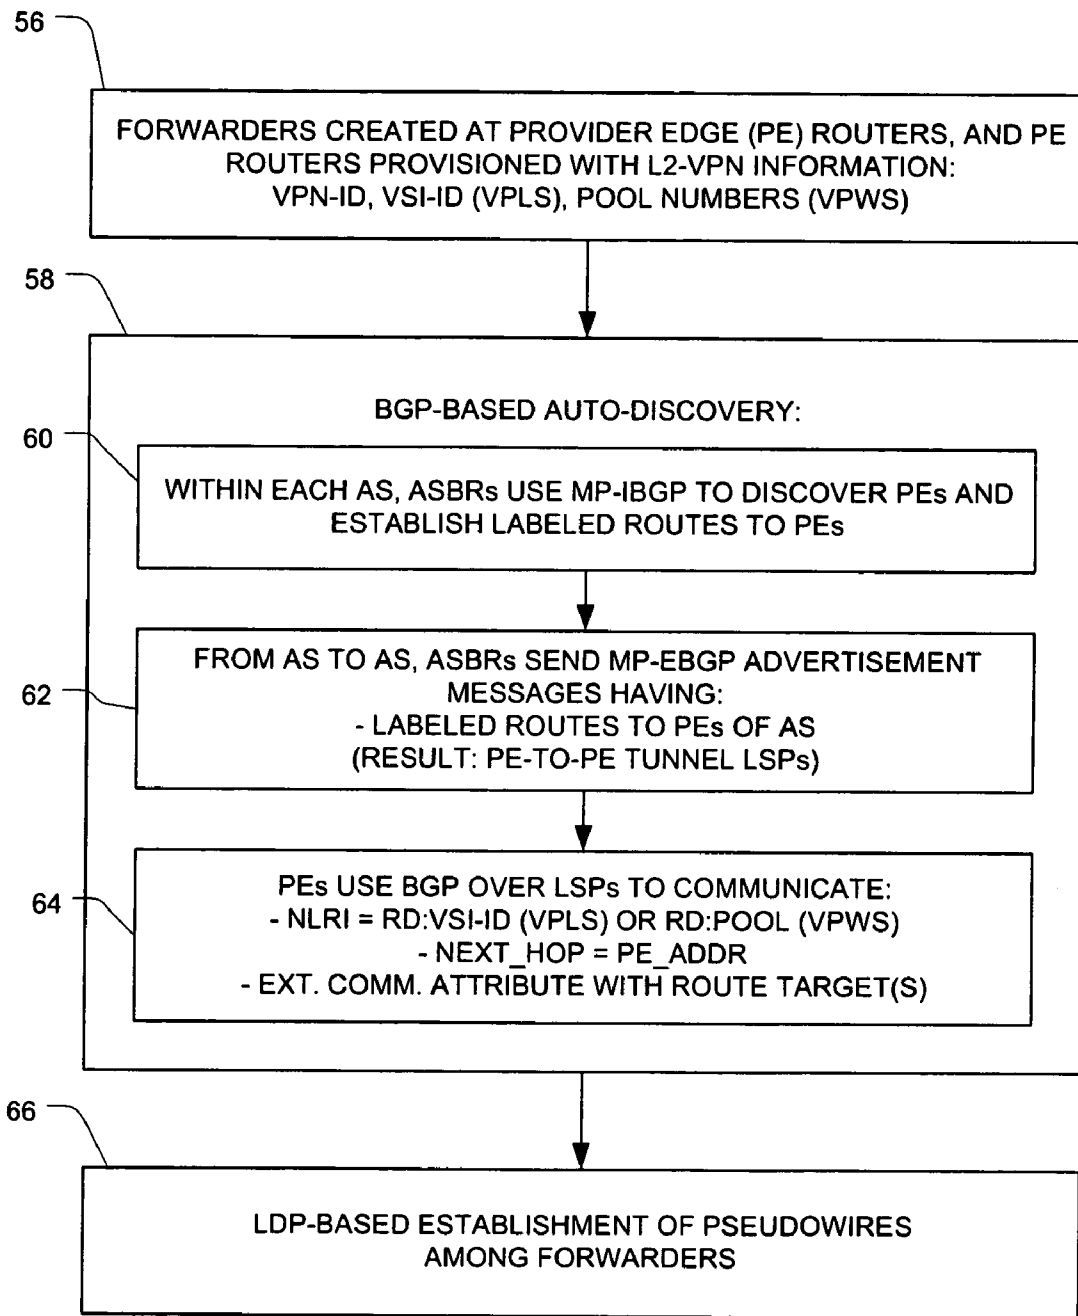 56
FORWARDERS CREATED AT PROVIDER EDGE (PE) ROUTERS, AND PE
ROUTERS PROVISIONED WITH L2-VPN INFORMATION:
VPN-ID, VSI-ID (VPLS), POOL NUMBERS (VPWS)
58
BGP-BASED AUTO-DISCOVERY:
60
WITHIN EACH AS, ASBRs USE MP-IBGP TO DISCOVER PEs AND
ESTABLISH LABELED ROUTES TO PEs
62
FROM AS TO AS, ASBRs SEND MP-EBGP ADVERTISEMENT
MESSAGES HAVING:
- LABELED ROUTES TO PEs OF AS
(RESULT: PE-TO-PE TUNNEL LSPs)
64
PEs USE BGP OVER LSPs TO COMMUNICATE:
- NLRI = RD:VSI-ID (VPLS) OR RD:POOL (VPWS)
- NEXT_HOP = PE_ADDR
- EXT. COMM. ATTRIBUTE WITH ROUTE TARGET(S)
66
LDP-BASED ESTABLISHMENT OF PSEUDOWIRES
AMONG FORWARDERS